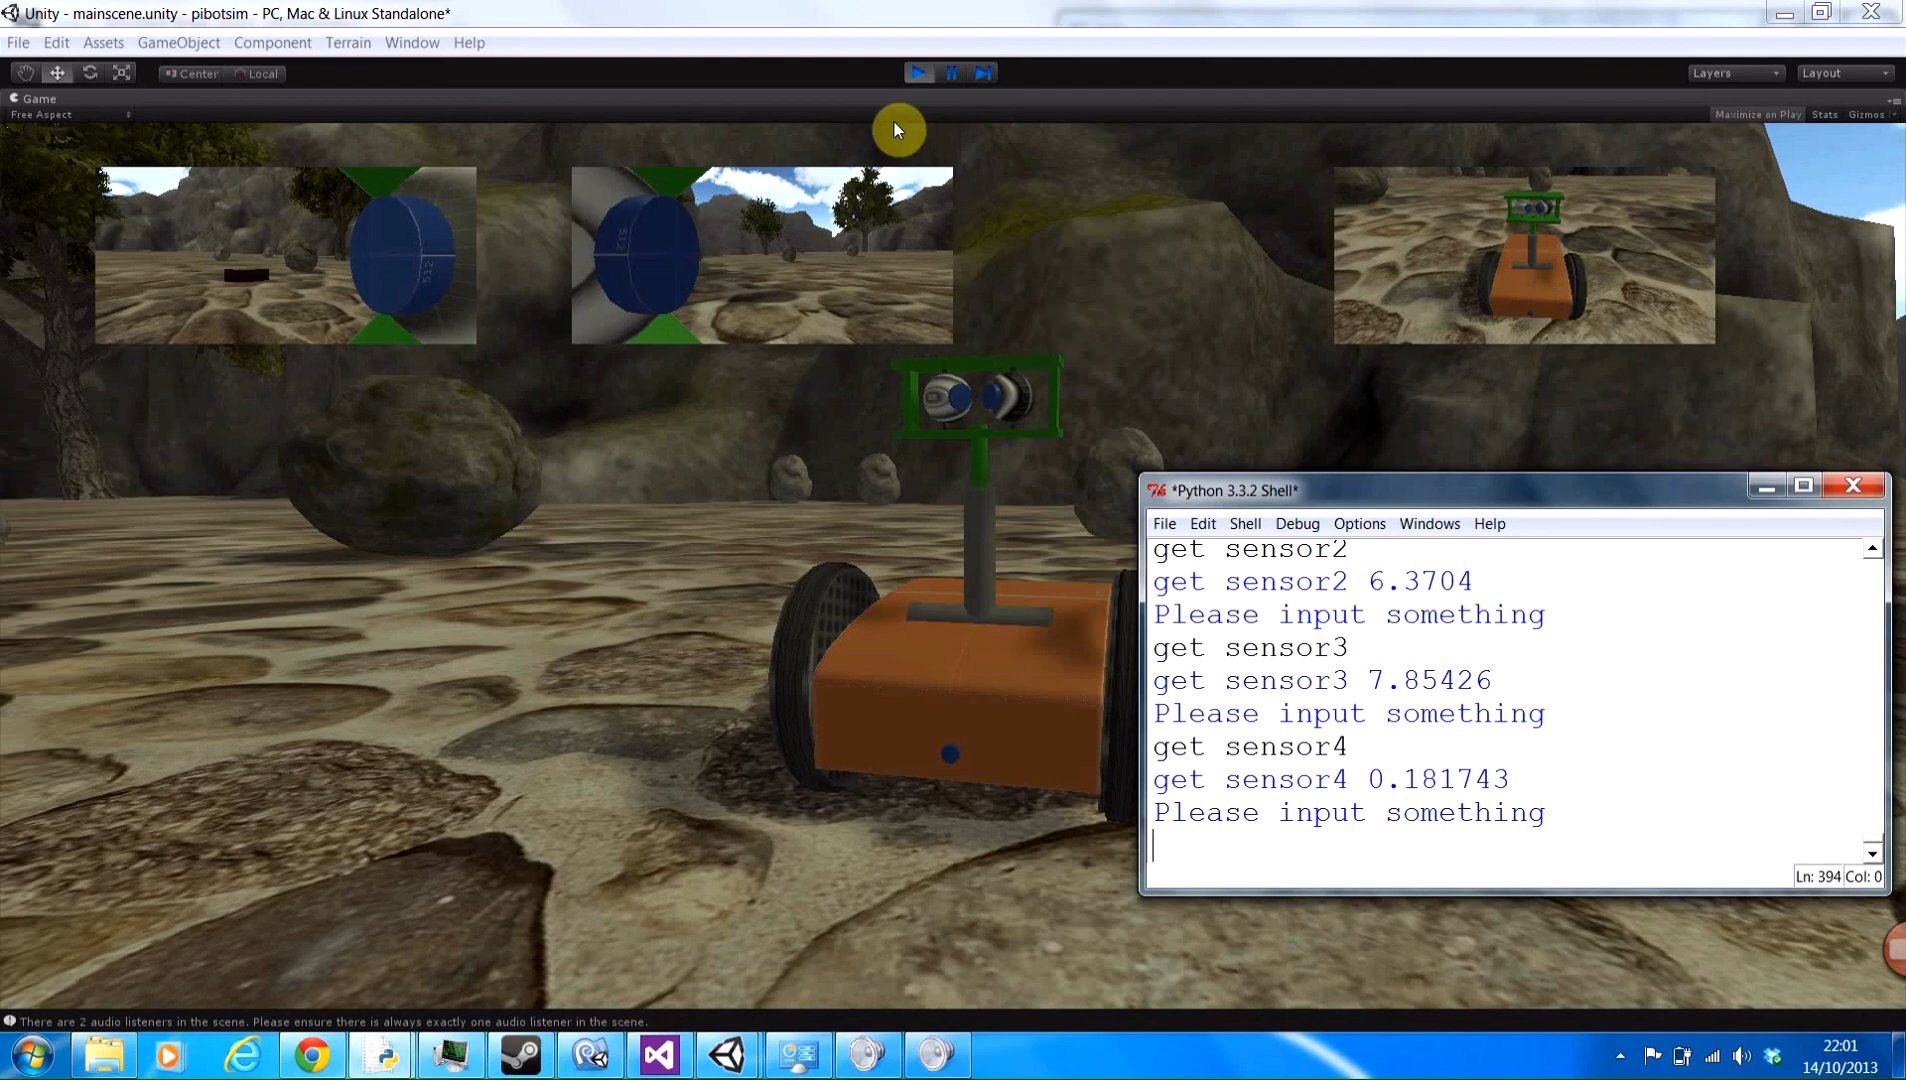 Unity - mainscene.unity - pibotsim - PC, Mac & Linux Standalone*
File Edit Assets GameObject Component Terrain Window Help
Center Local
Layers
Layout
Game
Free Aspect
Maximize on Play Stats Gizmos
512
512
*Python 3.3.2 Shell*
File Edit Shell Debug Options Windows Help
get sensor2
get sensor2 6.3704
Please input something
get sensor3
get sensor3 7.85426
Please input something
get sensor4
get sensor4 0.181743
Please input something
Ln: 394 Col: 0
There are 2 audio listeners in the scene. Please ensure there is always exactly one audio listener in the scene.
22:01
14/10/2013